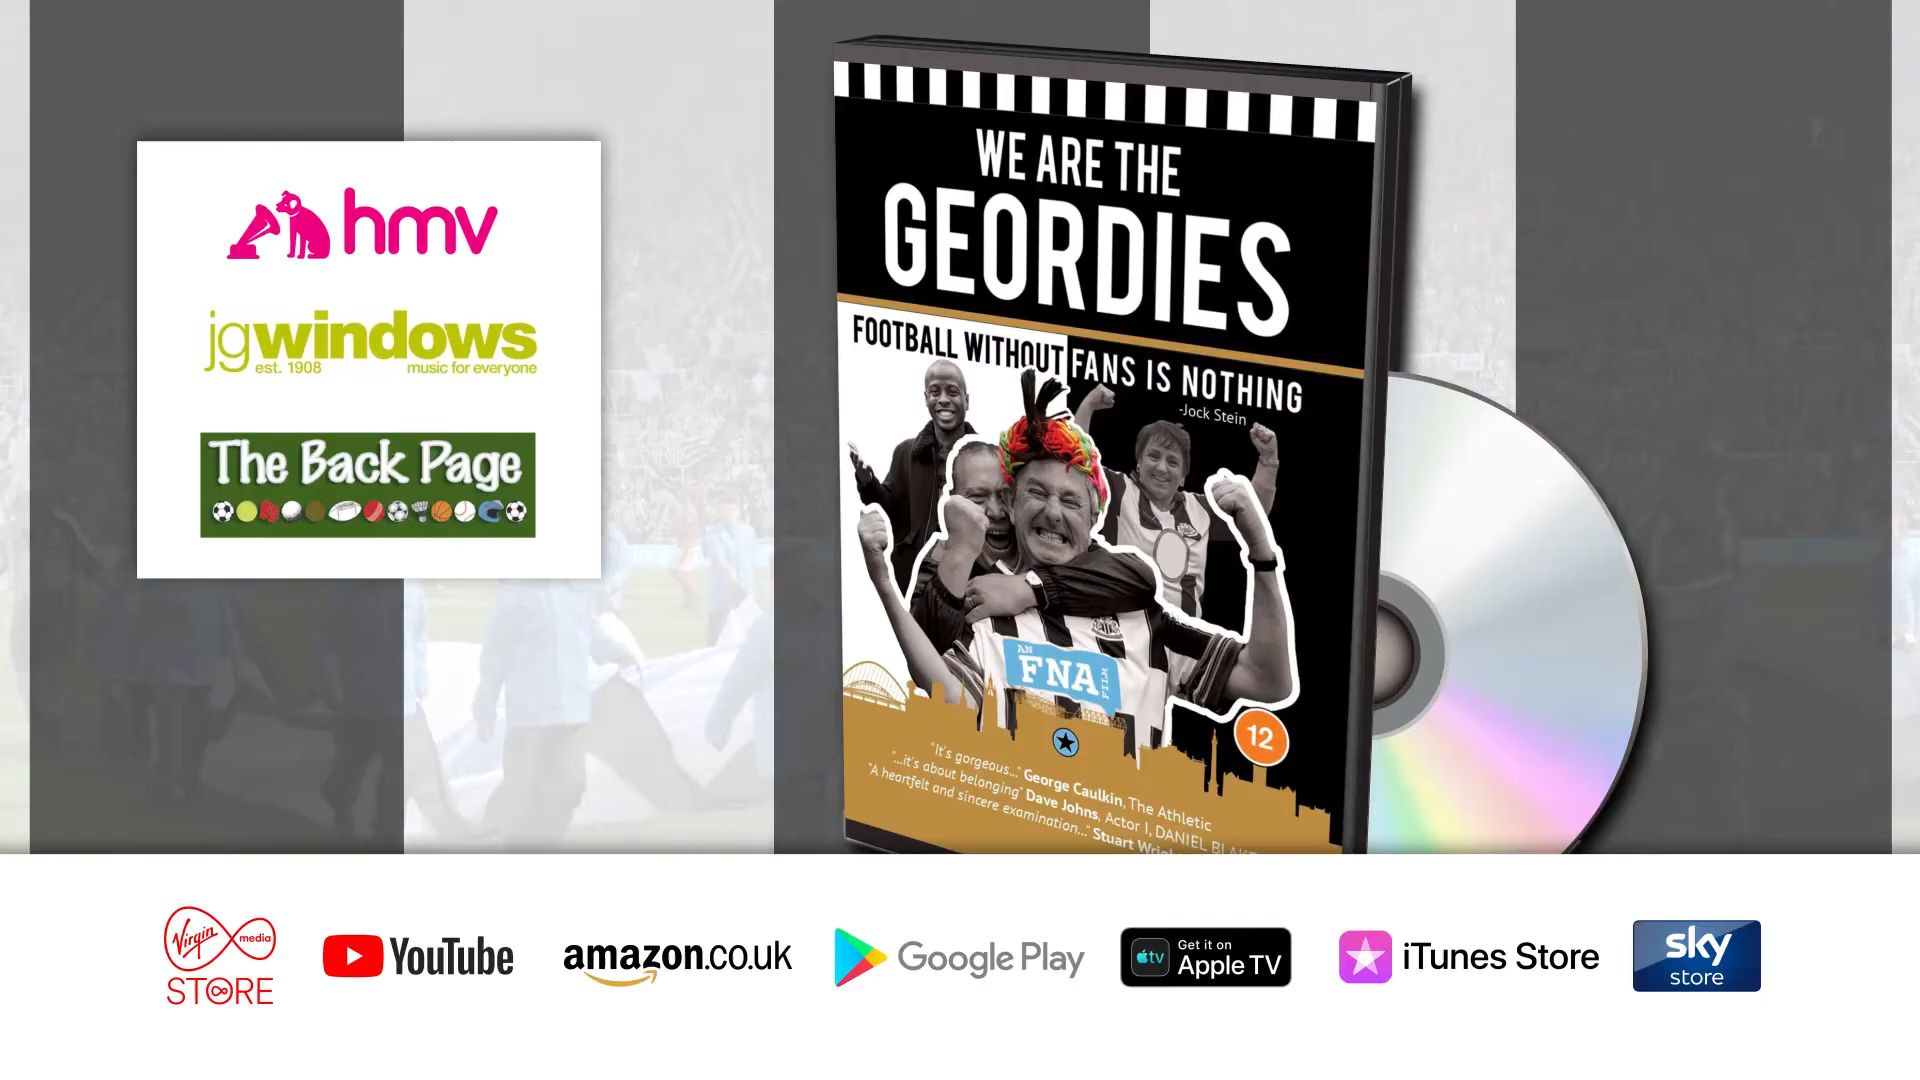 hmv
jgwindows
est. 1908 music for everyone
The Back Page
WE ARE THE
GEORDIES
FOOTBALL WITHOUT FANS IS NOTHING
-Jock Stein
AN
FNA
FILM
12
"It's gorgeous..." George Caulkin, The Athletic
"...it's about belonging" Dave Johns, Actor I, DANIEL BLAKE
"A heartfelt and sincere examination..." Stuart
Virgin media
STORE
YouTube
amazon.co.uk
Google Play
tv
Get it on
Apple TV
iTunes Store
sky
store